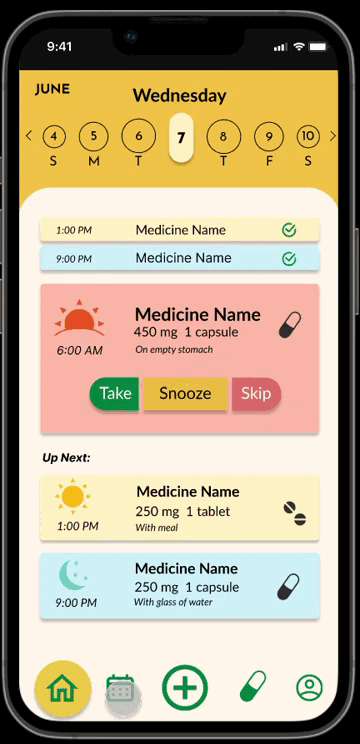 9:41
JUNE
Wednesday
4 5 6 7 8 9 10
S M T T F S
1:00 PM Medicine Name
9:00 PM Medicine Name
Medicine Name
450 mg 1 capsule
6:00 AM On empty stomach
Take Snooze Skip
Up Next:
Medicine Name
250 mg 1 tablet
1:00 PM With meal
Medicine Name
250 mg 1 capsule
9:00 PM With glass of water